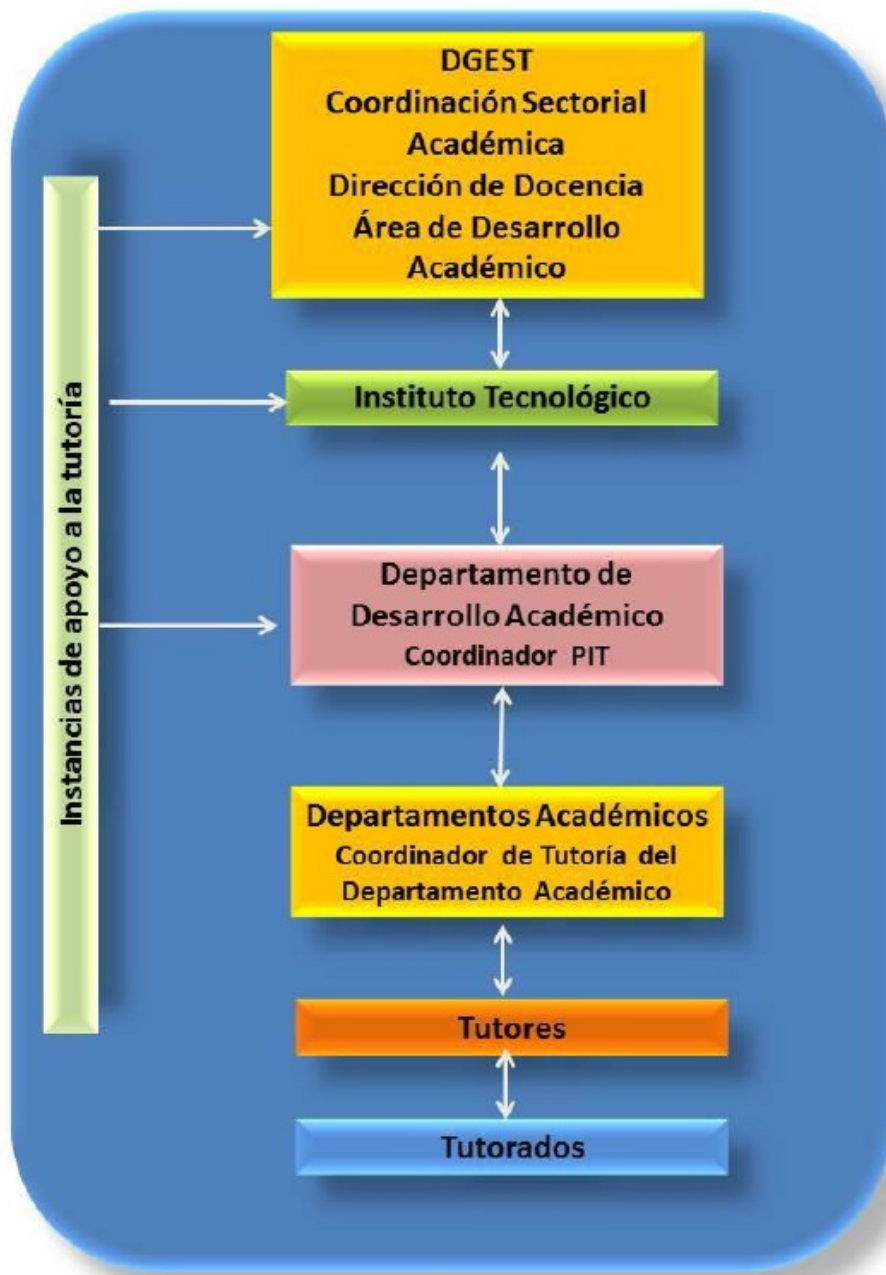 DGEST
Coordinación Sectorial
Académica
Dirección de Docencia
Área de Desarrollo
Académico
Instancias de apoyo a la tutoría
Instituto Tecnológico
Departamento de
Desarrollo Académico
Coordinador PIT
Departamentos Académicos
Coordinador de Tutoría del
Departamento Académico
Tutores
Tutorados